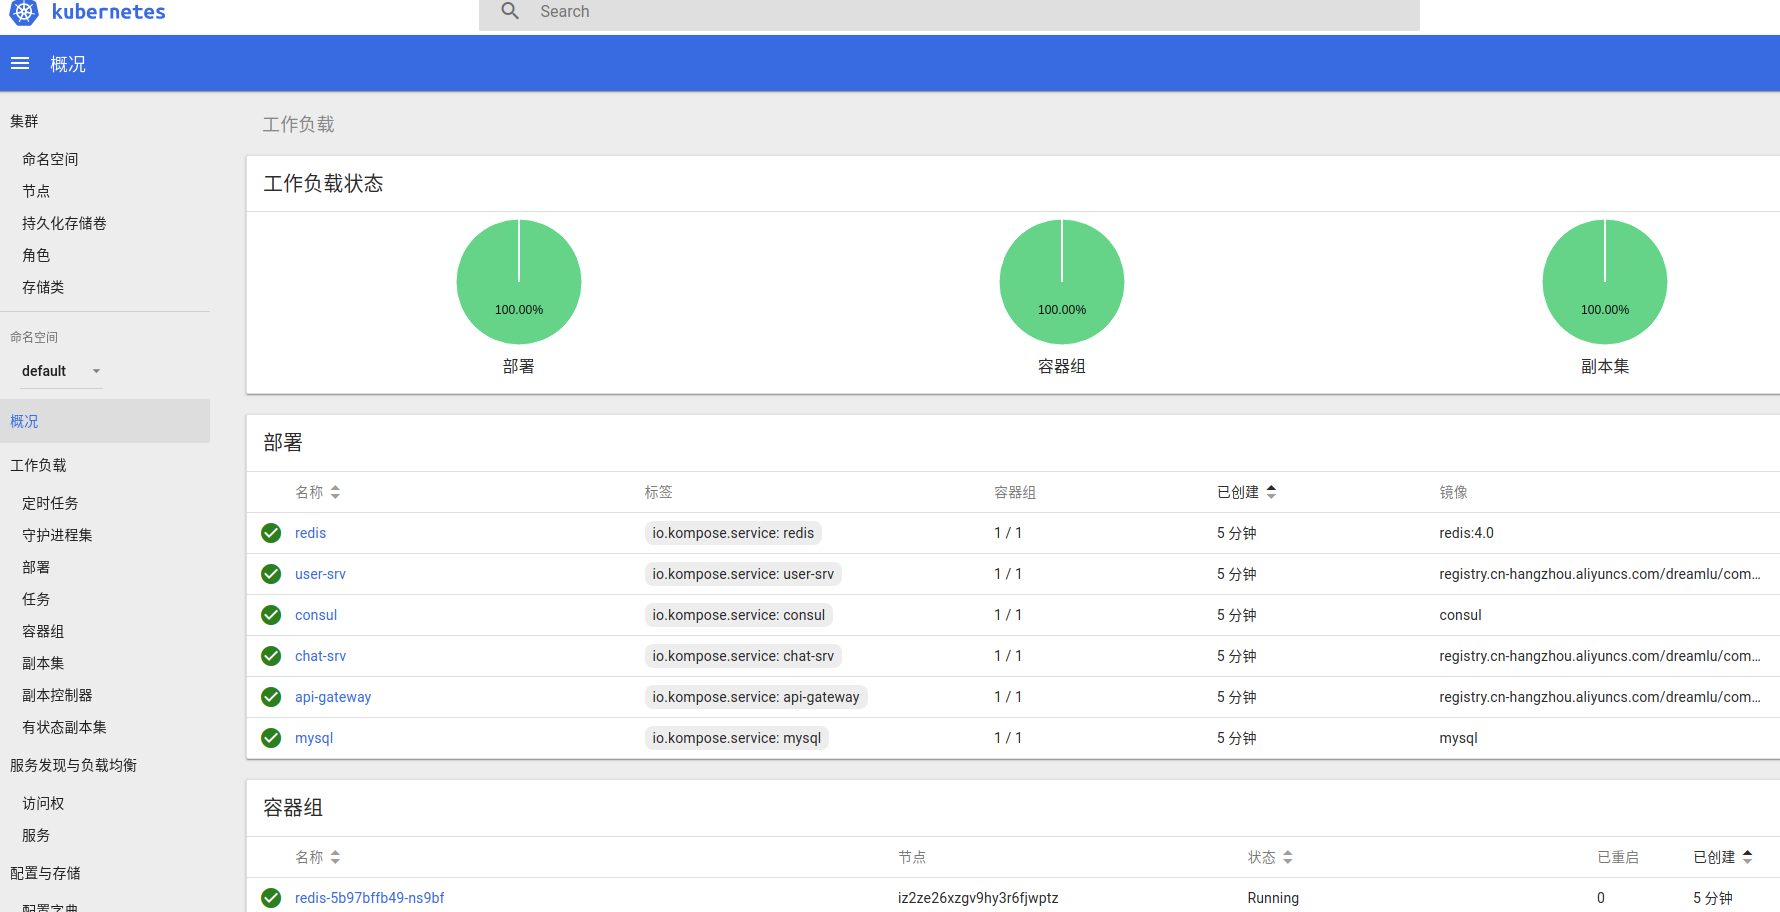 kubernetes
Search
概况
集群
命名空间
节点
持久化存储卷
角色
存储类
命名空间
default
概况
工作负载
定时任务
守护进程集
部署
任务
容器组
副本集
副本控制器
有状态副本集
服务发现与负载均衡
访问权
服务
配置与存储
配置字典
工作负载
工作负载状态
100.00% 100.00% 100.00%
部署 容器组 副本集
部署
名称 标签 容器组 已创建 镜像
redis io.kompose.service: redis 1 / 1 5 分钟 redis:4.0
user-srv io.kompose.service: user-srv 1 / 1 5 分钟 registry.cn-hangzhou.aliyuncs.com/dreamlu/com…
consul io.kompose.service: consul 1 / 1 5 分钟 consul
chat-srv io.kompose.service: chat-srv 1 / 1 5 分钟 registry.cn-hangzhou.aliyuncs.com/dreamlu/com…
api-gateway io.kompose.service: api-gateway 1 / 1 5 分钟 registry.cn-hangzhou.aliyuncs.com/dreamlu/com…
mysql io.kompose.service: mysql 1 / 1 5 分钟 mysql
容器组
名称 节点 状态 已重启 已创建
redis-5b97bffb49-ns9bf iz2ze26xzgv9hy3r6fjwptz Running 0 5 分钟